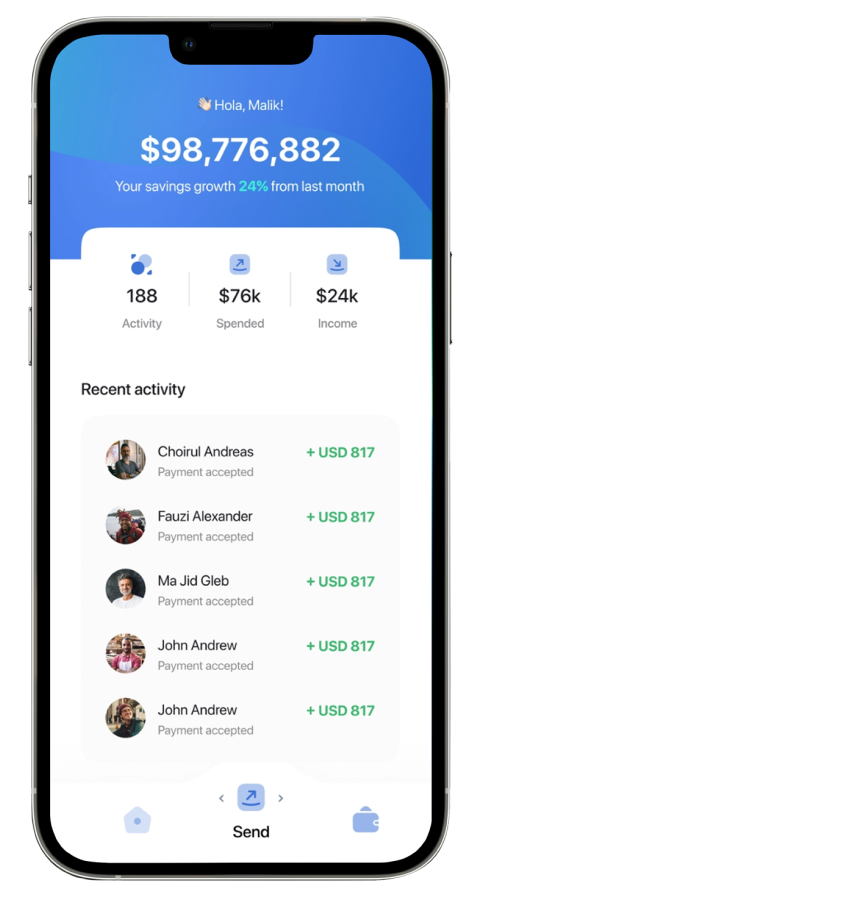 👋🏻 Hola, Malik!
$98,776,882
Your savings growth 24% from last month
188
$76k
$24k
Activity
Spended
Income
Recent activity
Choirul Andreas
+ USD 817
Payment accepted
Fauzi Alexander
+ USD 817
Payment accepted
Ma Jid Gleb
+ USD 817
Payment accepted
John Andrew
+ USD 817
Payment accepted
John Andrew
+ USD 817
Payment accepted
Send